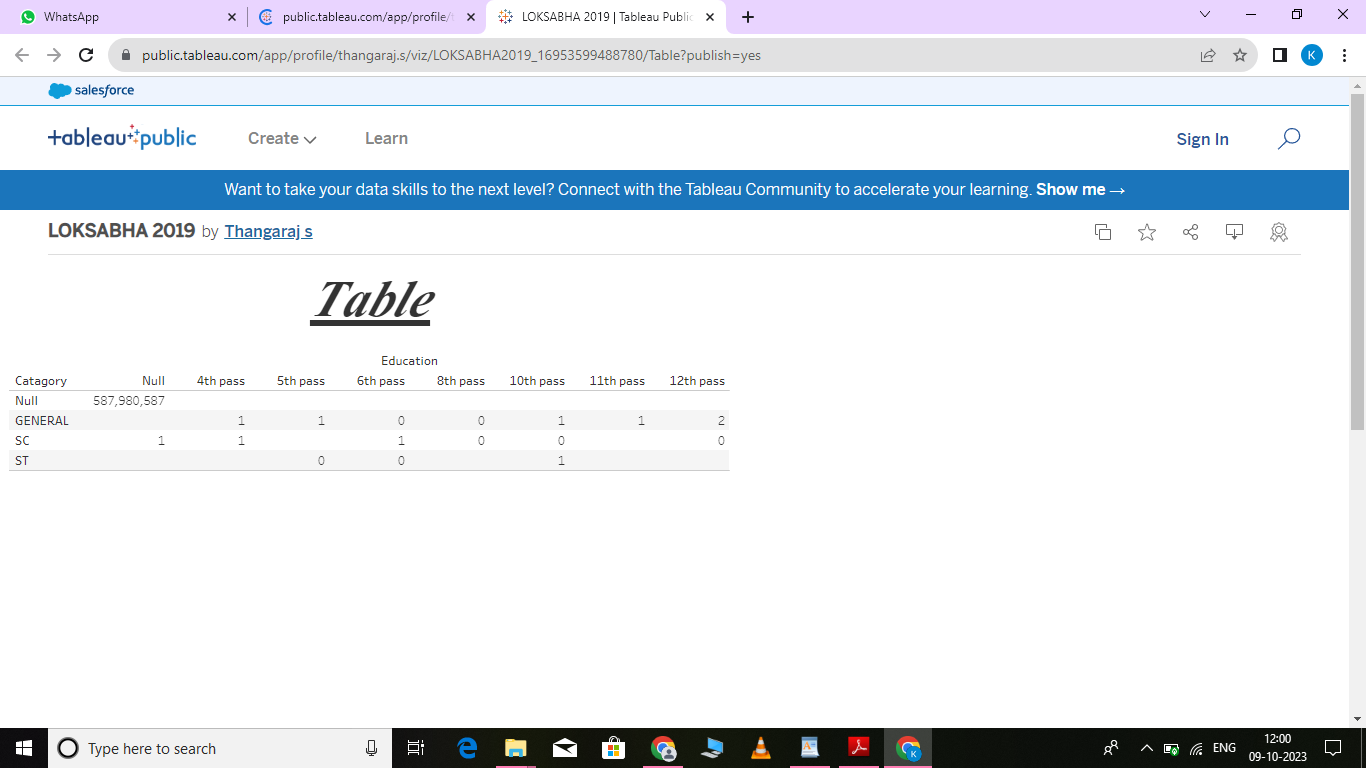 WhatsApp
public.tableau.com/app/profile/t
LOKSABHA 2019 | Tableau Public
public.tableau.com/app/profile/thangaraj.s/viz/LOKSABHA2019_16953599488780/Table?publish=yes
K
salesforce
+ableau public
Create
Learn
Sign In
Want to take your data skills to the next level? Connect with the Tableau Community to accelerate your learning. Show me →
LOKSABHA 2019 by Thangaraj s
Table
Education
Catagory Null 4th pass 5th pass 6th pass 8th pass 10th pass 11th pass 12th pass
Null 587,980,587
GENERAL 1 1 0 0 1 1 2
SC 1 1 1 0 0 0
ST 0 0 1
Type here to search
K
ENG
12:00
09-10-2023